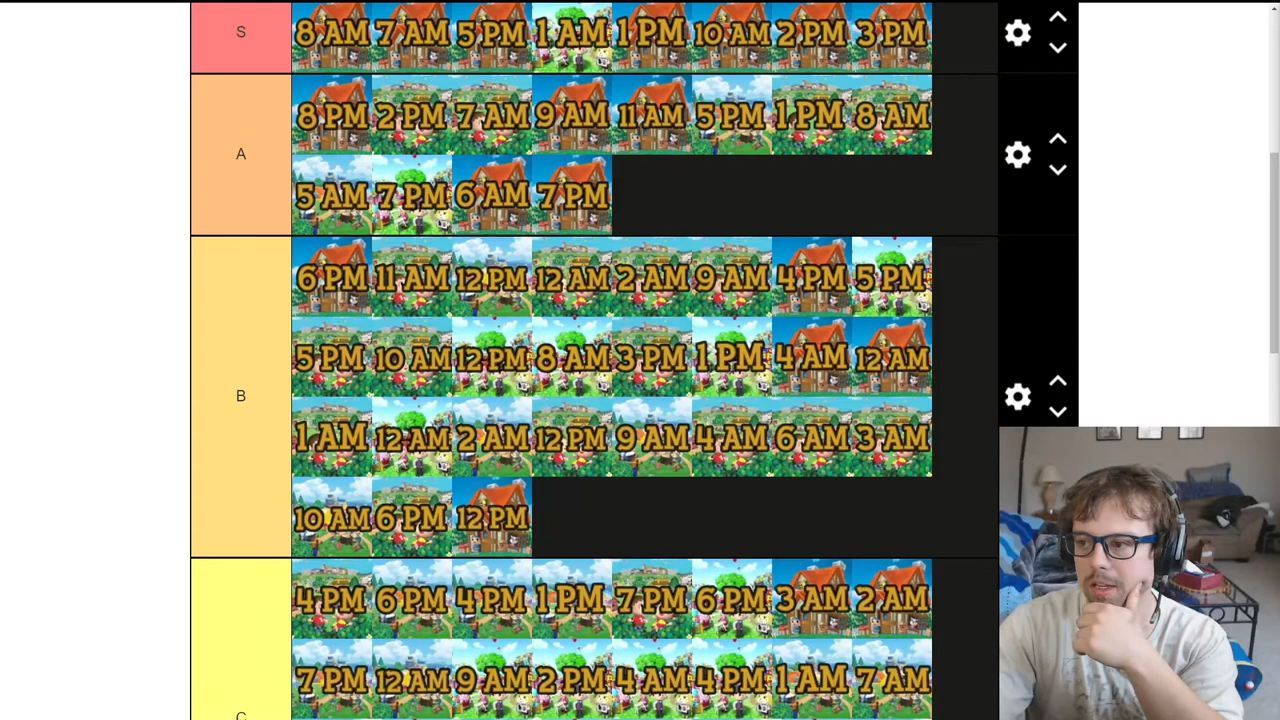 S
8 AM 7 AM 5 PM 1 AM 1 PM 10 AM 2 PM 3 PM
A
8 PM 2 PM 7 AM 9 AM 11 AM 5 PM 1 PM 8 AM
5 AM 7 PM 6 AM 7 PM
B
6 PM 11 AM 12 PM 12 AM 2 AM 9 AM 4 PM 5 PM
5 PM 10 AM 12 PM 8 AM 3 PM 1 PM 4 AM 12 AM
1 AM 12 AM 2 AM 12 PM 9 AM 4 AM 6 AM 3 AM
10 AM 6 PM 12 PM
C
4 PM 6 PM 4 PM 1 PM 7 PM 6 PM 3 AM 2 AM
7 PM 12 AM 9 AM 2 PM 4 AM 4 PM 1 AM 7 AM